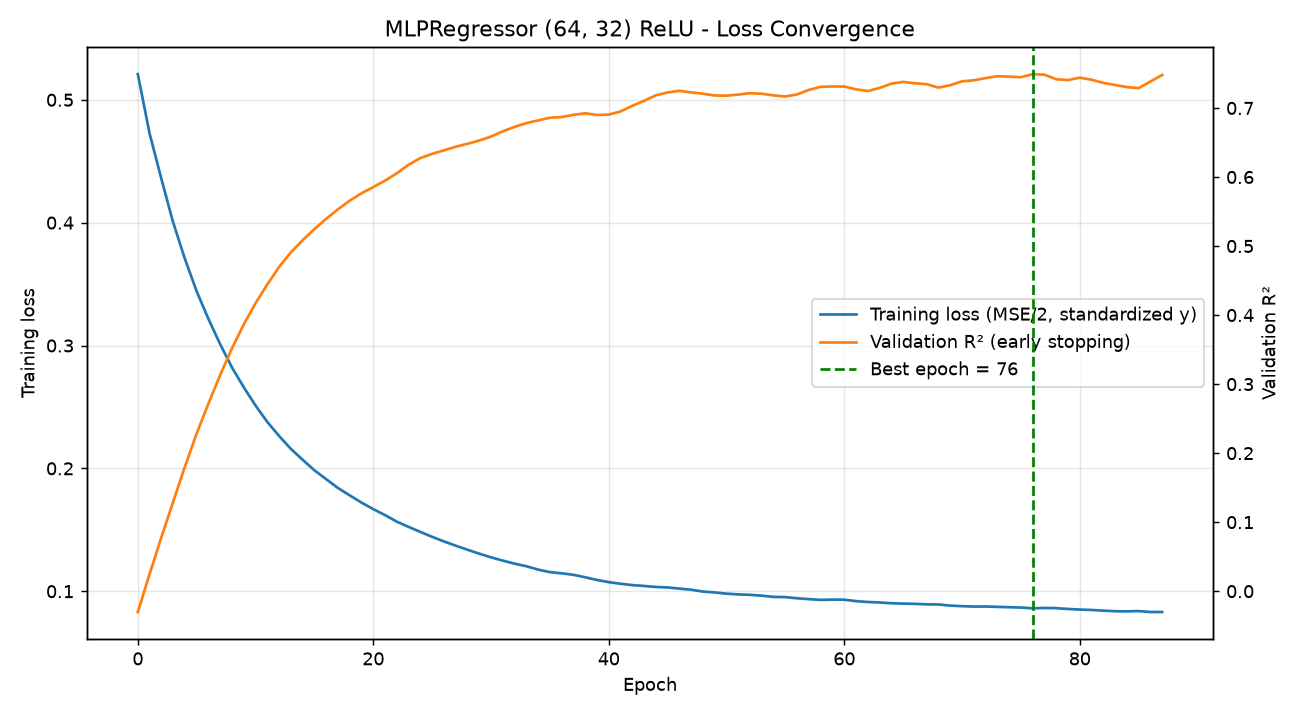 MLPRegressor (64, 32) ReLU - Loss Convergence
Training loss
0.5
0.4
0.3
0.2
0.1
Training loss (MSE/2, standardized y)
Validation R² (early stopping)
Best epoch = 76
0.7
0.6
0.5
0.4
0.3
0.2
0.1
0.0
Validation R²
0 20 40 60 80
Epoch